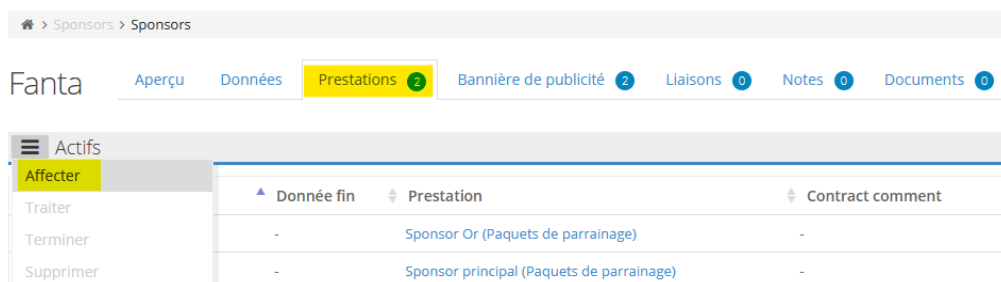 > Sponsors > Sponsors
Fanta Aperçu Données Prestations 2 Bannière de publicité 2 Liaisons 0 Notes 0 Documents 0
Actifs
Affecter
Donnée fin Prestation Contract comment
Traiter
Terminer - Sponsor Or (Paquets de parrainage) -
Supprimer - Sponsor principal (Paquets de parrainage) -